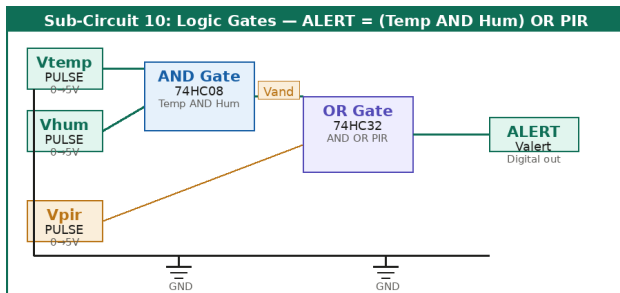 Sub-Circuit 10: Logic Gates — ALERT = (Temp AND Hum) OR PIR
Vtemp
PULSE
0→5V
AND Gate
74HC08
Temp AND Hum
Vand
Vhum
PULSE
0→5V
OR Gate
74HC32
AND OR PIR
ALERT
Valert
Digital out
Vpir
PULSE
0→5V
GND
GND